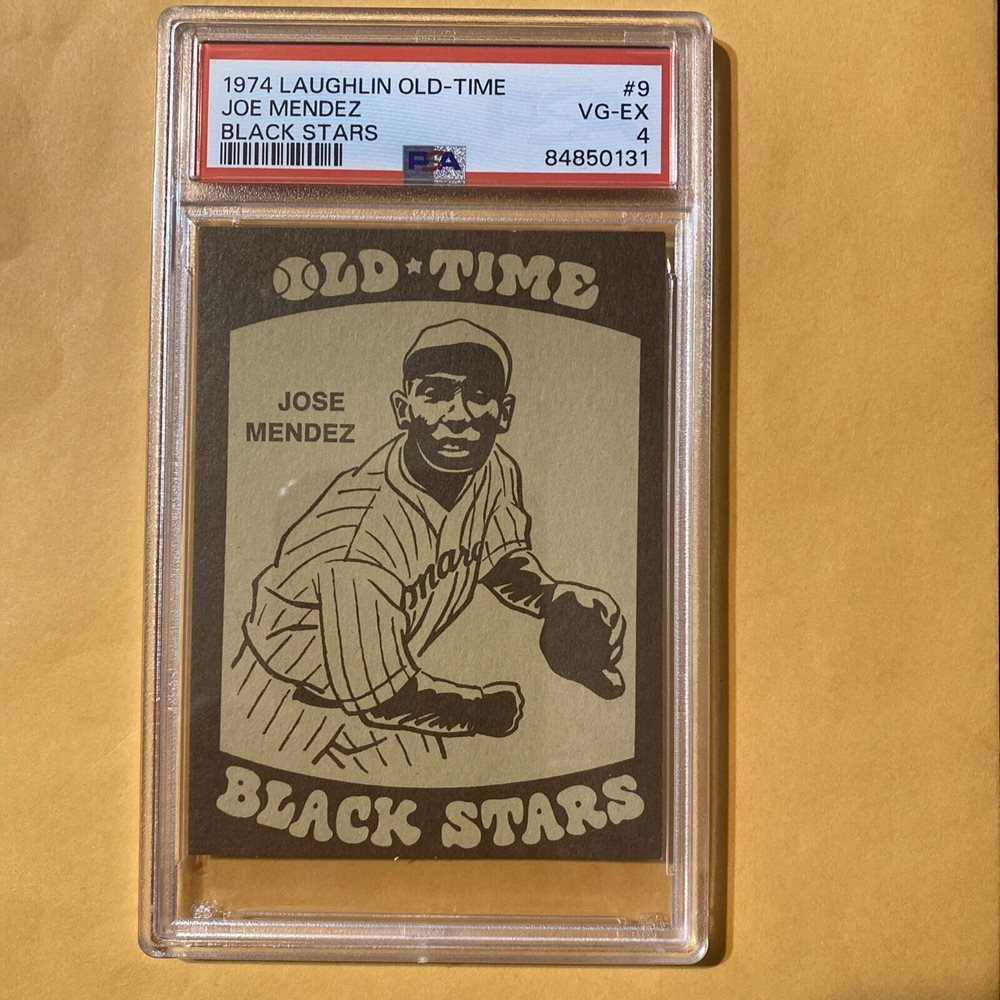 1974 LAUGHLIN OLD-TIME #9
JOE MENDEZ VG-EX
BLACK STARS 4
PSA 84850131
OLD★TIME
JOSE
MENDEZ
onarc
BLACK STARS